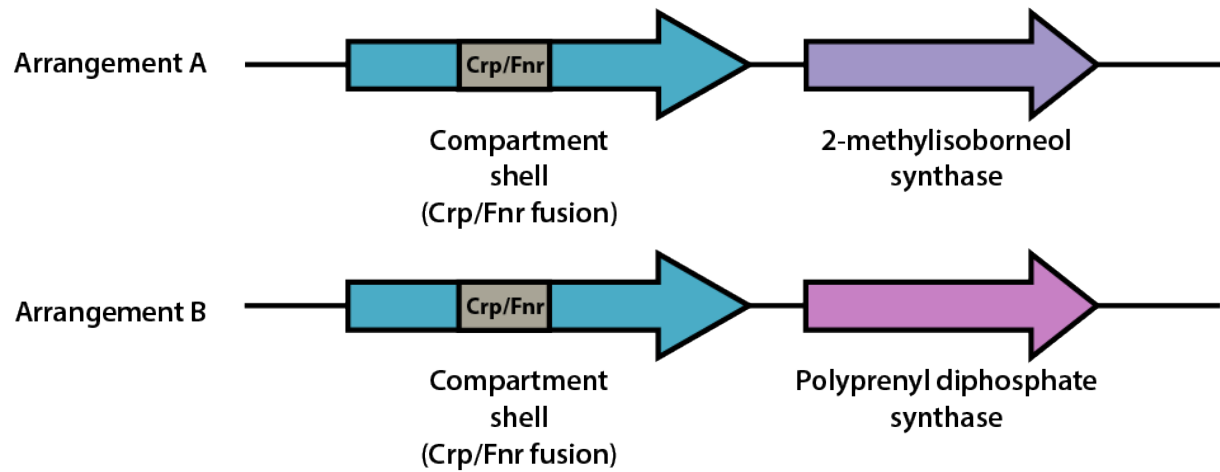 Arrangement A
Crp/Fnr
Compartment
shell
(Crp/Fnr fusion)
2-methylisoborneol
synthase
Arrangement B
Crp/Fnr
Compartment
shell
(Crp/Fnr fusion)
Polyprenyl diphosphate
synthase